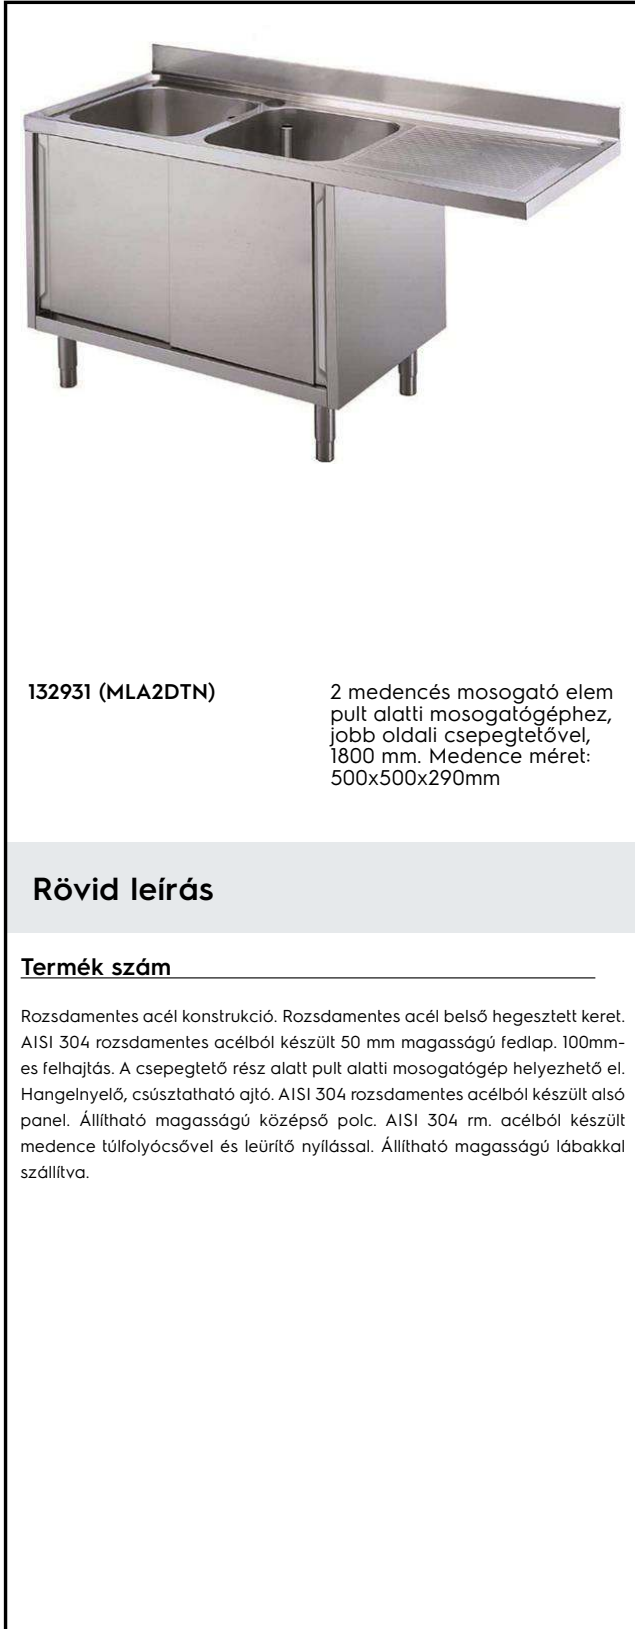 132931 (MLA2DTN)
2 medencés mosogató elem
pult alatti mosogatógéphez,
jobb oldali csepegtetővel,
1800 mm. Medence méret:
500x500x290mm
Rövid leírás
Termék szám
Rozsdamentes acél konstrukció. Rozsdamentes acél belső hegesztett keret.
AISI 304 rozsdamentes acélból készült 50 mm magasságú fedlap. 100mm-
es felhajtás. A csepegtető rész alatt pult alatti mosogatógép helyezhető el.
Hangelnyelő, csúsztatható ajtó. AISI 304 rozsdamentes acélból készült alsó
panel. Állítható magasságú középső polc. AISI 304 rm. acélból készült
medence túlfolyócsővel és leürítő nyílással. Állítható magasságú lábakkal
szállítva.